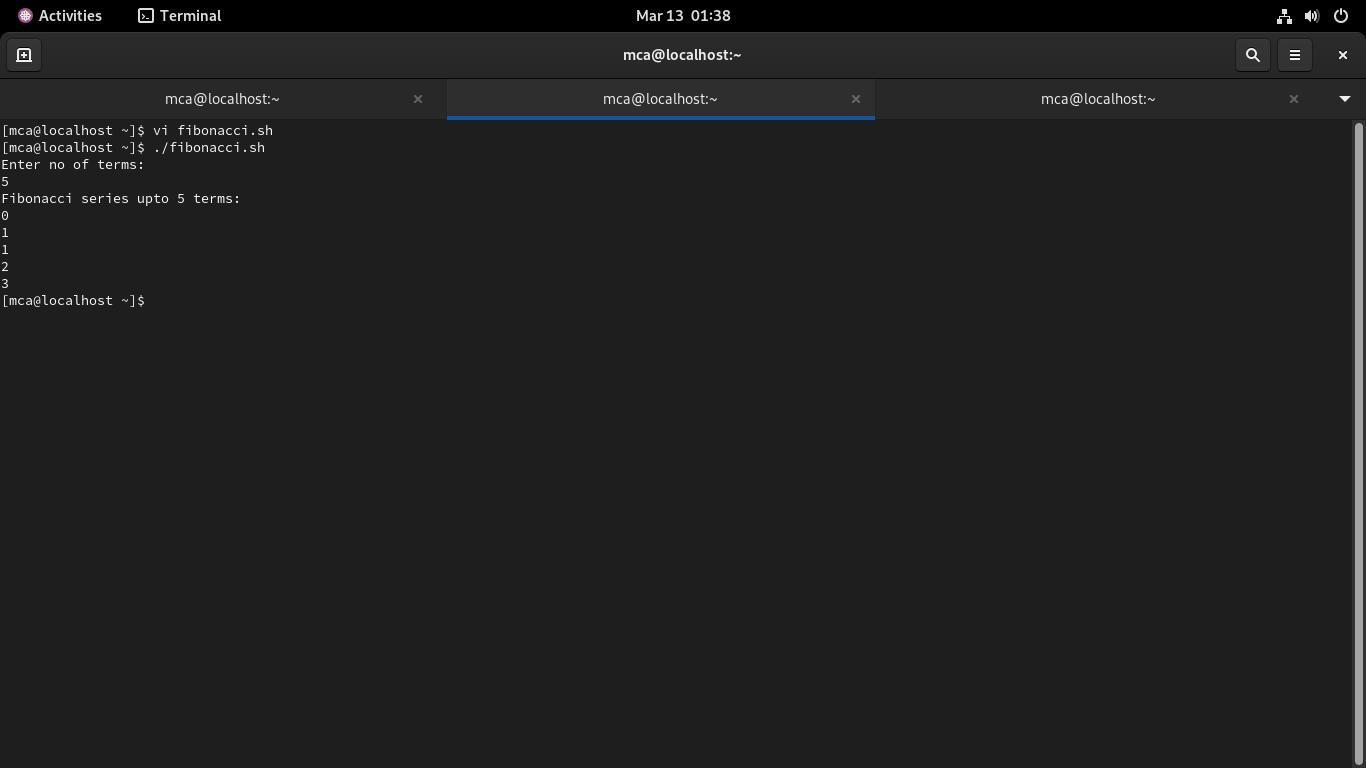 Activities Terminal Mar 13 01:38
mca@localhost:~
mca@localhost:~ mca@localhost:~ mca@localhost:~
[mca@localhost ~]$ vi fibonacci.sh
[mca@localhost ~]$ ./fibonacci.sh
Enter no of terms:
5
Fibonacci series upto 5 terms:
0
1
1
2
3
[mca@localhost ~]$